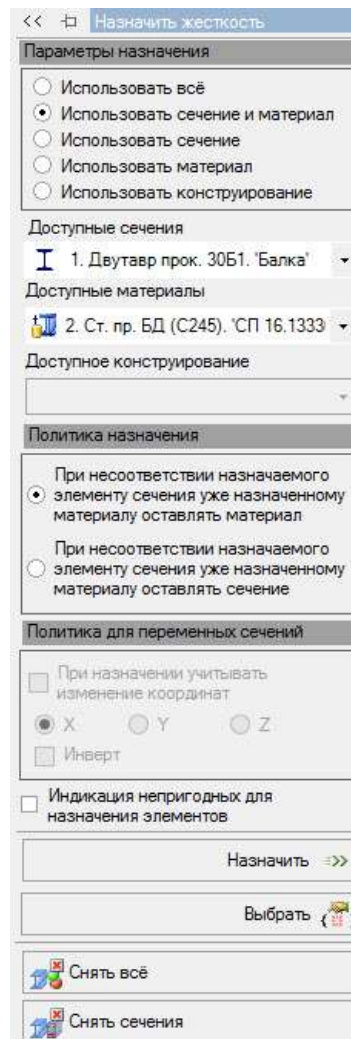 << Назначить жесткость
Параметры назначения
Использовать всё
Использовать сечение и материал
Использовать сечение
Использовать материал
Использовать конструирование
Доступные сечения
1. Двутавр прок. 30Б1. 'Балка'
Доступные материалы
2. Ст. пр. БД (С245). 'СП 16.1333
Доступное конструирование
Политика назначения
При несоответствии назначаемого
элементу сечения уже назначенному
материалу оставлять материал
При несоответствии назначаемого
элементу сечения уже назначенному
материалу оставлять сечение
Политика для переменных сечений
При назначении учитывать
изменение координат
X Y Z
Инверт
Индикация непригодных для
назначения элементов
Назначить
Выбрать
Снять всё
Снять сечения